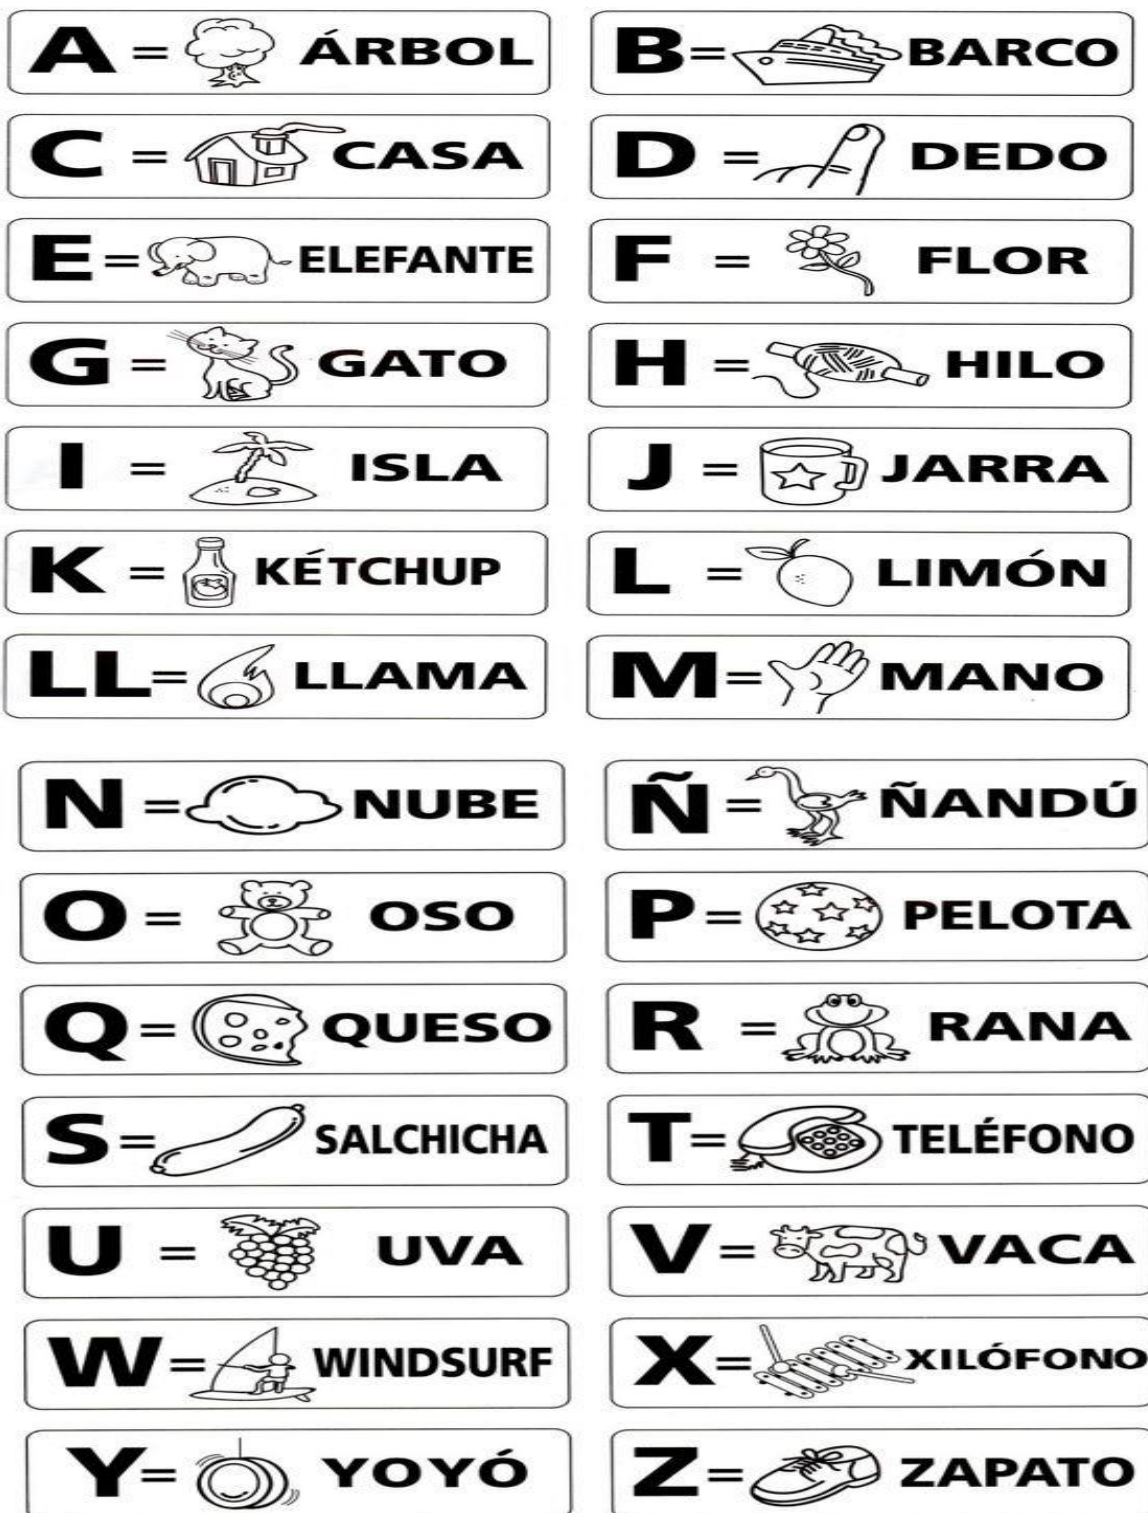 A = ÁRBOL
B = BARCO
C = CASA
D = DEDO
E = ELEFANTE
F = FLOR
G = GATO
H = HILO
I = ISLA
J = JARRA
K = KÉTCHUP
L = LIMÓN
LL = LLAMA
M = MANO
N = NUBE
Ñ = ÑANDÚ
O = OSO
P = PELOTA
Q = QUESO
R = RANA
S = SALCHICHA
T = TELÉFONO
U = UVA
V = VACA
W = WINDSURF
X = XILÓFONO
Y = YOYÓ
Z = ZAPATO